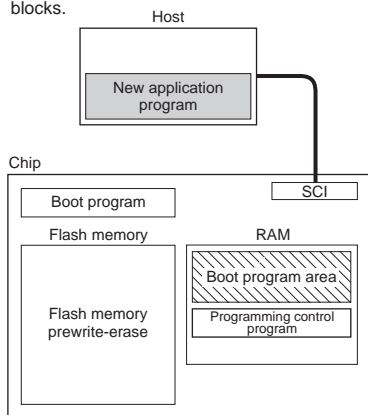 blocks.
Host
New application
program
Chip
SCI
Boot program
Flash memory
RAM
Boot program area
Flash memory
prewrite-erase
Programming control
program